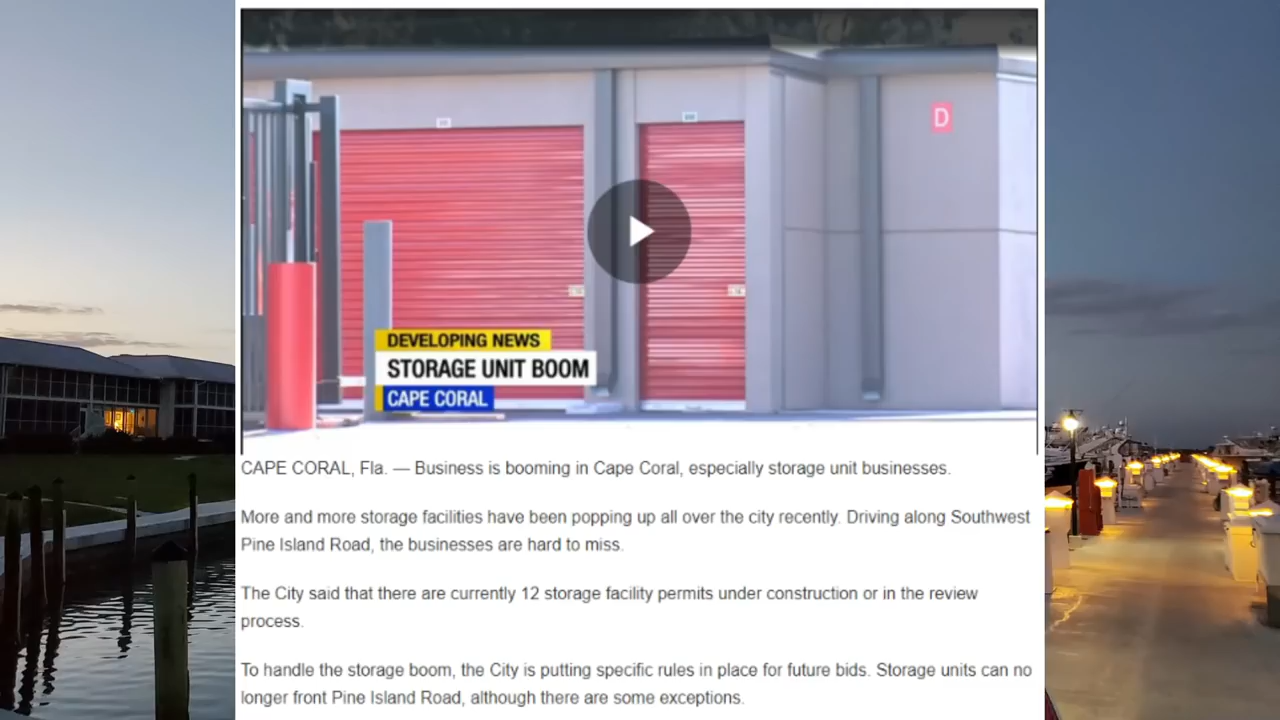 D
DEVELOPING NEWS
STORAGE UNIT BOOM
CAPE CORAL
CAPE CORAL, Fla. — Business is booming in Cape Coral, especially storage unit businesses.
More and more storage facilities have been popping up all over the city recently. Driving along Southwest
Pine Island Road, the businesses are hard to miss.
The City said that there are currently 12 storage facility permits under construction or in the review
process.
To handle the storage boom, the City is putting specific rules in place for future bids. Storage units can no
longer front Pine Island Road, although there are some exceptions.